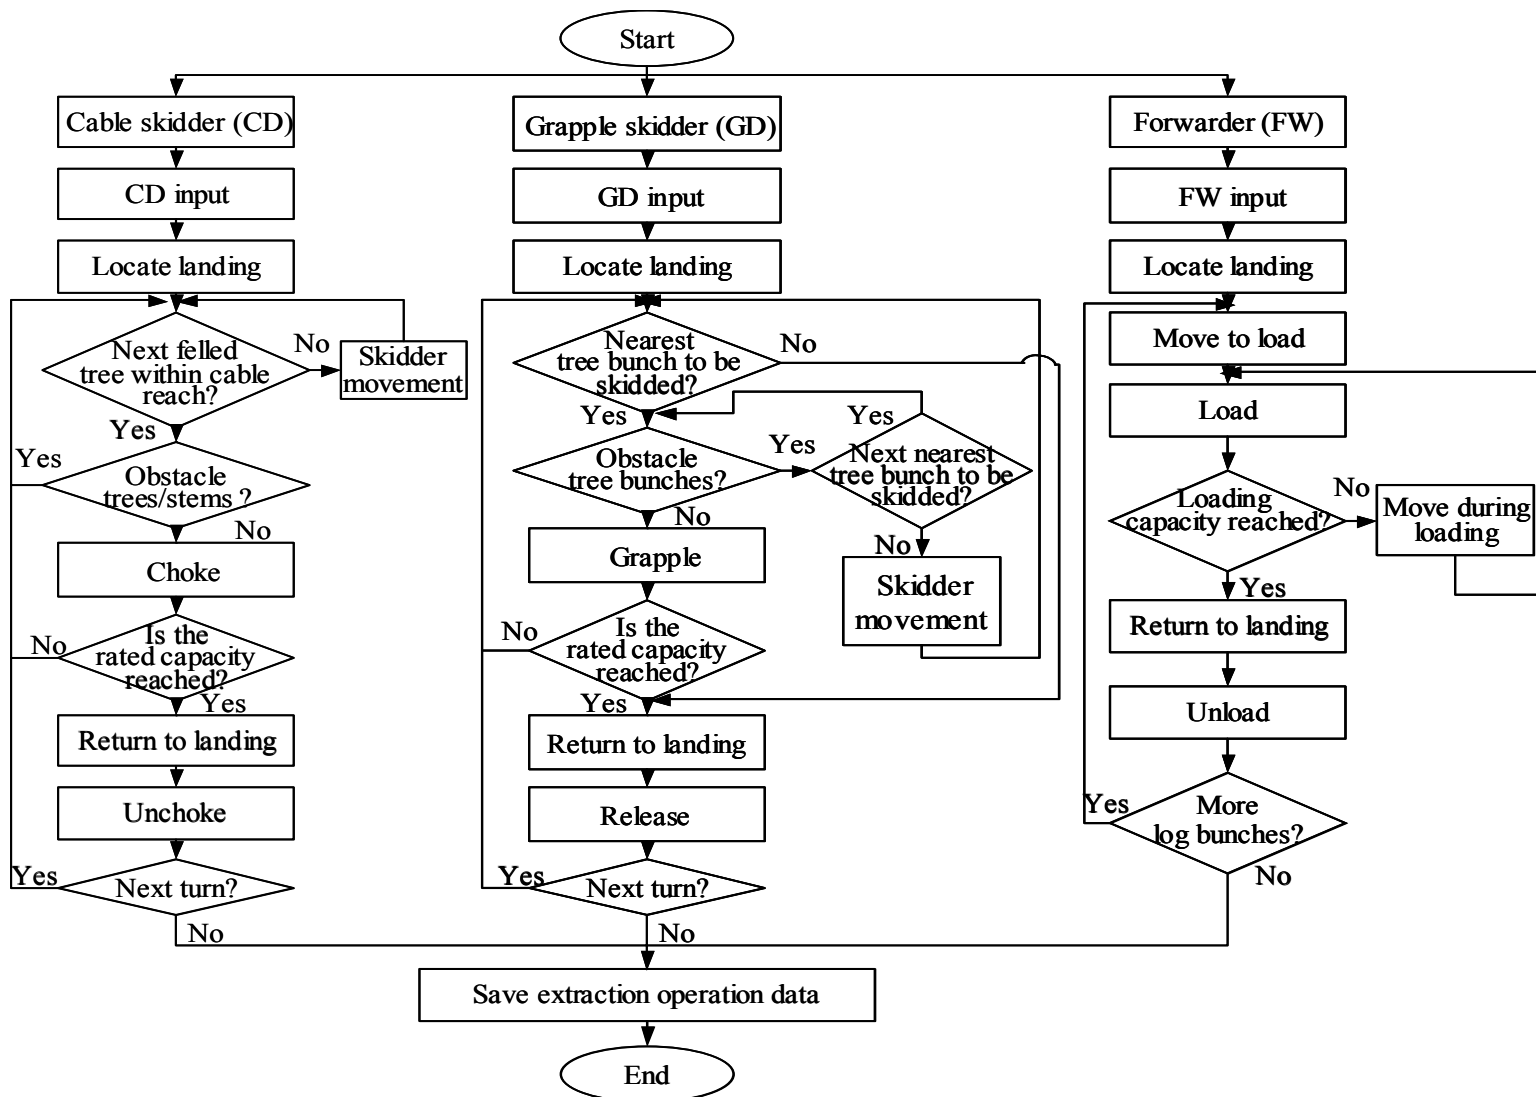 Start
Cable skidder (CD)
CD input
Locate landing
Next felled
tree within cable
reach?
No
Skidder
movement
Yes
Yes
Obstacle
trees/stems ?
No
Choke
No
Is the
rated capacity
reached?
Yes
Return to landing
Unchoke
Yes
Next turn?
No
Grapple skidder (GD)
GD input
Locate landing
Nearest
tree bunch to be
skidded?
No
Yes
Obstacle
tree bunches?
Yes
Yes
Next nearest
tree bunch to be
skidded?
No
Skidder
movement
No
Grapple
No
Is the
rated capacity
reached?
Yes
Return to landing
Release
Yes
Next turn?
No
Forwarder (FW)
FW input
Locate landing
Move to load
Load
Loading
capacity reached?
No
Move during
loading
Yes
Return to landing
Unload
Yes
More
log bunches?
No
Save extraction operation data
End